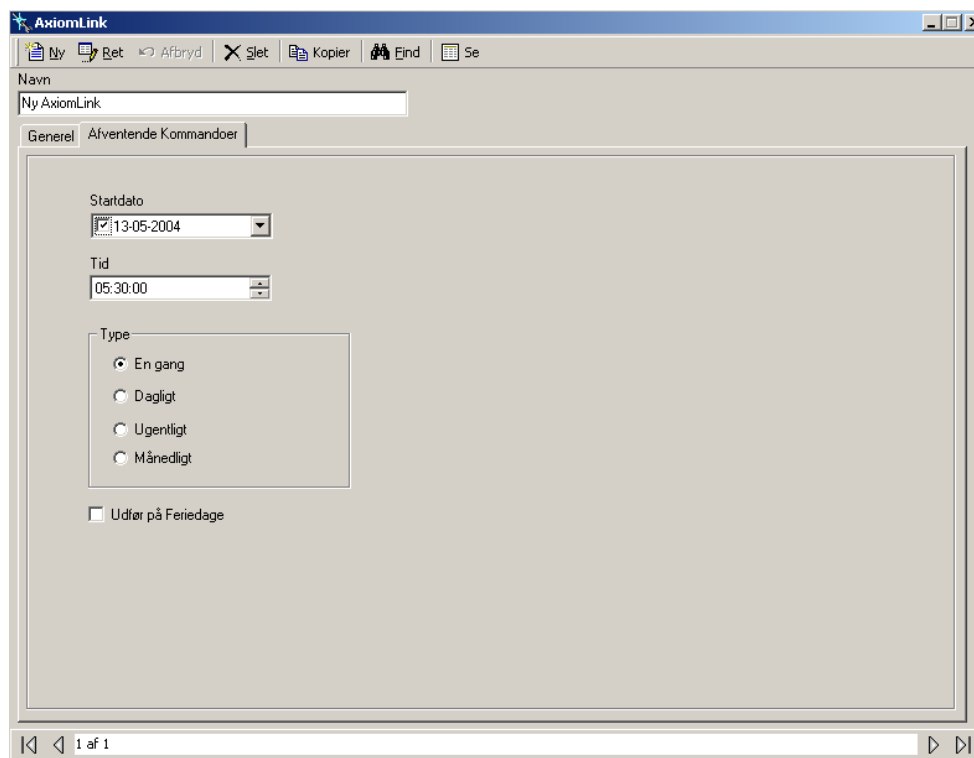 AxiomLink
Ny Ret Afbryd Slet Kopier Find Se
Navn
Ny AxiomLink
Generel Afventende Kommandoer
Startdato
13-05-2004
Tid
05:30:00
Type
En gang
Dagligt
Ugentligt
Månedligt
Udfør på Feriedage
1 af 1